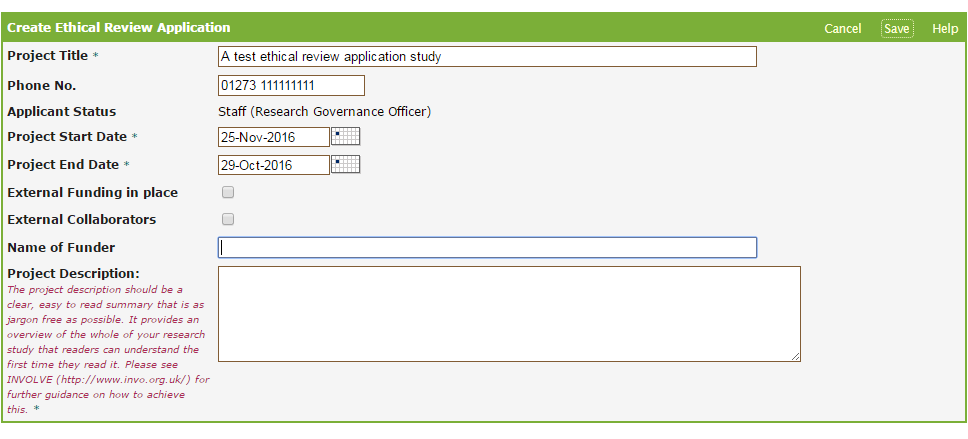 Create Ethical Review Application Cancel Save Help
Project Title * A test ethical review application study
Phone No. 01273 111111111
Applicant Status Staff (Research Governance Officer)
Project Start Date * 25-Nov-2016
Project End Date * 29-Oct-2016
External Funding in place
External Collaborators
Name of Funder
Project Description:
The project description should be a
clear, easy to read summary that is as
jargon free as possible. It provides an
overview of the whole of your research
study that readers can understand the
first time they read it. Please see
INVOLVE (http://www.invo.org.uk/) for
further guidance on how to achieve
this. *